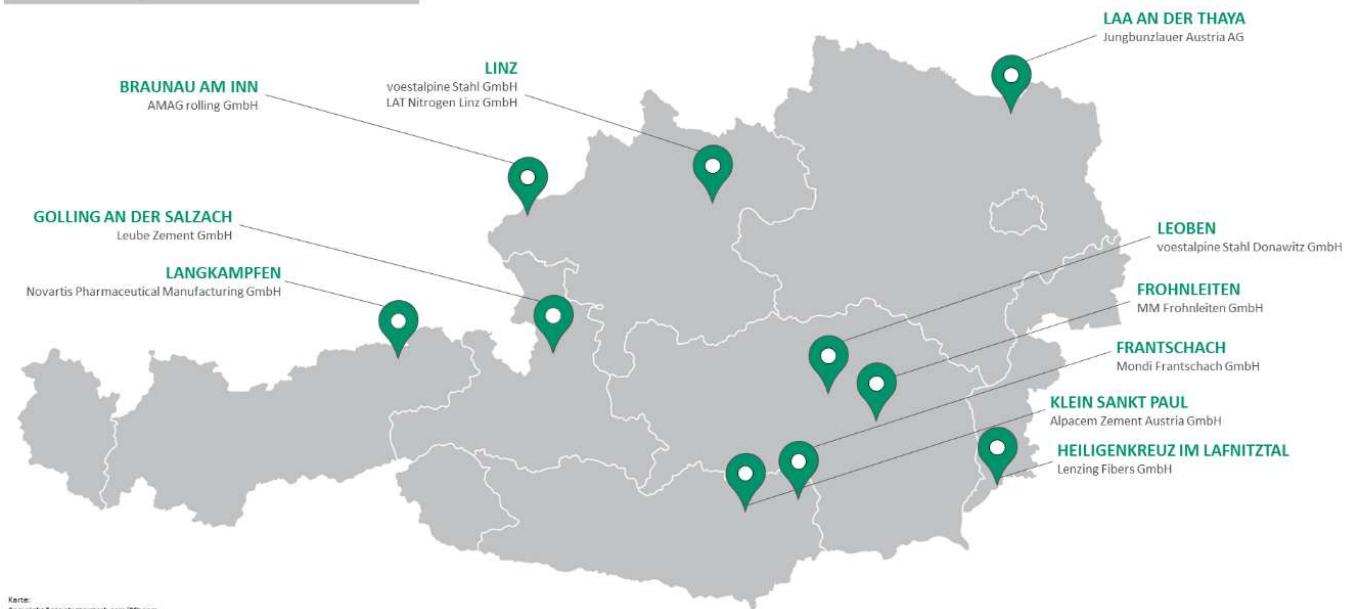 LAA AN DER THAYA
Jungbunzlauer Austria AG
LINZ
voestalpine Stahl GmbH
LAT Nitrogen Linz GmbH
BRAUNAU AM INN
AMAG rolling GmbH
GOLLING AN DER SALZACH
Leube Zement GmbH
LANGKAMPFEN
Novartis Pharmaceutical Manufacturing GmbH
LEOBEN
voestalpine Stahl Donawitz GmbH
FROHNLEITEN
MM Frohnleiten GmbH
FRANTSCHACH
Mondi Frantschach GmbH
KLEIN SANKT PAUL
Alpacem Zement Austria GmbH
HEILIGENKREUZ IM LAFNITZTAL
Lenzing Fibers GmbH
Karte: